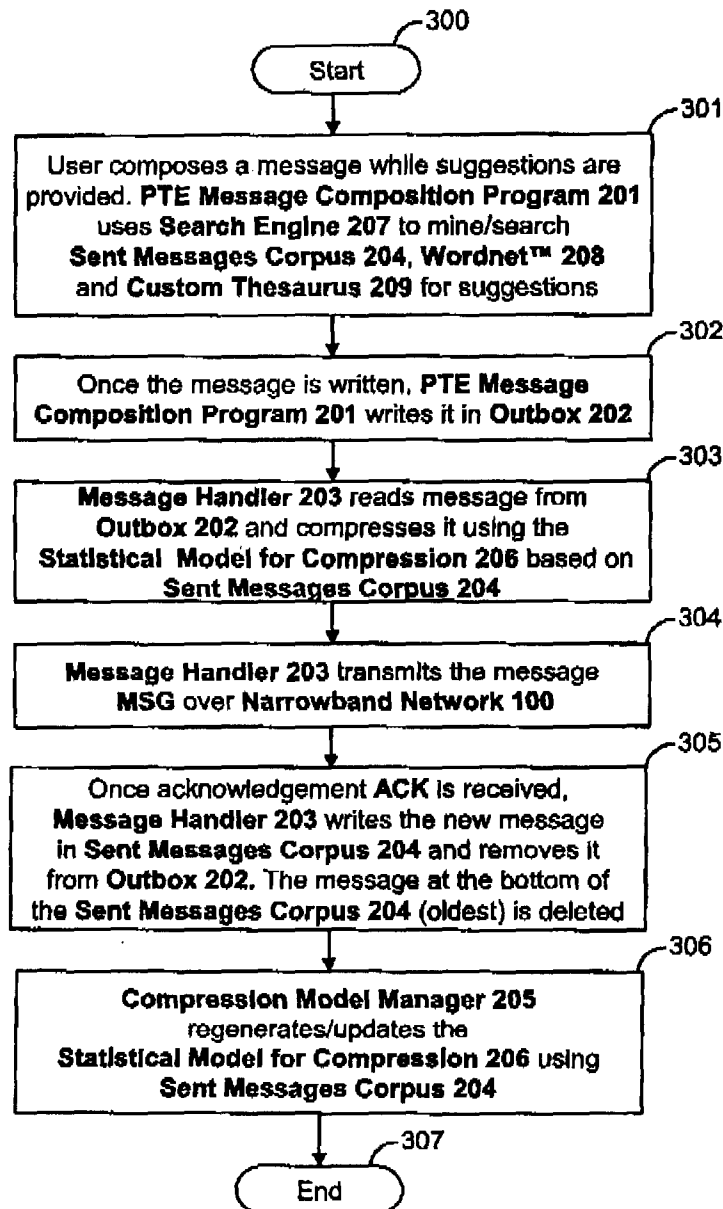 300
Start
301
User composes a message while suggestions are
provided. PTE Message Composition Program 201
uses Search Engine 207 to mine/search
Sent Messages Corpus 204, Wordnet™ 208
and Custom Thesaurus 209 for suggestions
302
Once the message is written, PTE Message
Composition Program 201 writes it in Outbox 202
303
Message Handler 203 reads message from
Outbox 202 and compresses it using the
Statistical Model for Compression 206 based on
Sent Messages Corpus 204
304
Message Handler 203 transmits the message
MSG over Narrowband Network 100
305
Once acknowledgement ACK is received,
Message Handler 203 writes the new message
in Sent Messages Corpus 204 and removes it
from Outbox 202. The message at the bottom of
the Sent Messages Corpus 204 (oldest) is deleted
306
Compression Model Manager 205
regenerates/updates the
Statistical Model for Compression 206 using
Sent Messages Corpus 204
307
End